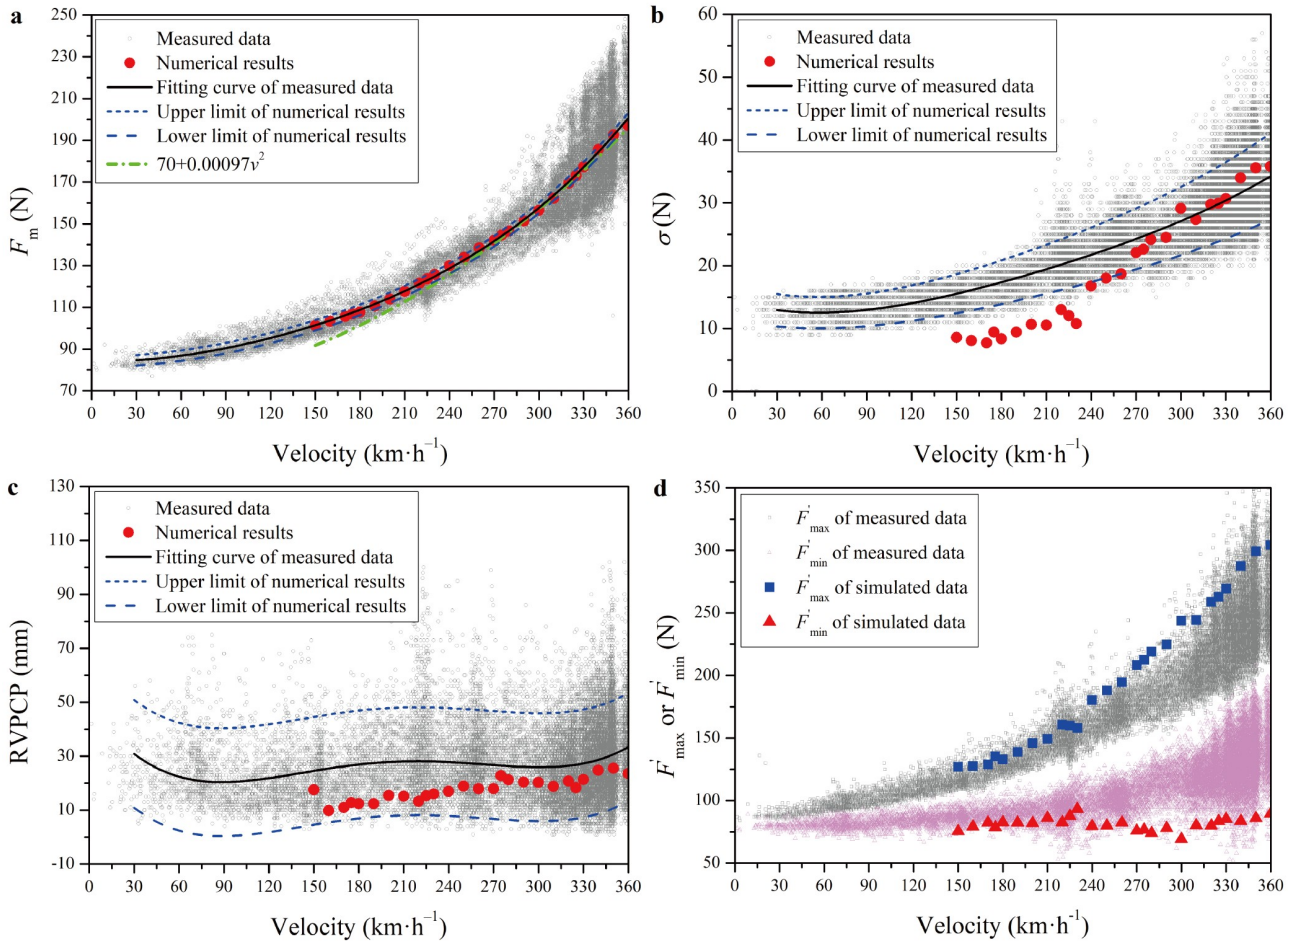 a
250
230
210
190
170
150
130
110
90
70
F_m (N)
Measured data
Numerical results
Fitting curve of measured data
Upper limit of numerical results
Lower limit of numerical results
70+0.00097v²
0 30 60 90 120 150 180 210 240 270 300 330 360
Velocity (km·h⁻¹)
b
60
50
40
30
20
10
0
σ (N)
Measured data
Numerical results
Fitting curve of measured data
Upper limit of numerical results
Lower limit of numerical results
0 30 60 90 120 150 180 210 240 270 300 330 360
Velocity (km·h⁻¹)
c
130
110
90
70
50
30
10
-10
RVPCP (mm)
Measured data
Numerical results
Fitting curve of measured data
Upper limit of numerical results
Lower limit of numerical results
0 30 60 90 120 150 180 210 240 270 300 330 360
Velocity (km·h⁻¹)
d
350
300
250
200
150
100
50
F'_max or F'_min (N)
F'_max of measured data
F'_min of measured data
F'_max of simulated data
F'_min of simulated data
0 30 60 90 120 150 180 210 240 270 300 330 360
Velocity (km·h⁻¹)